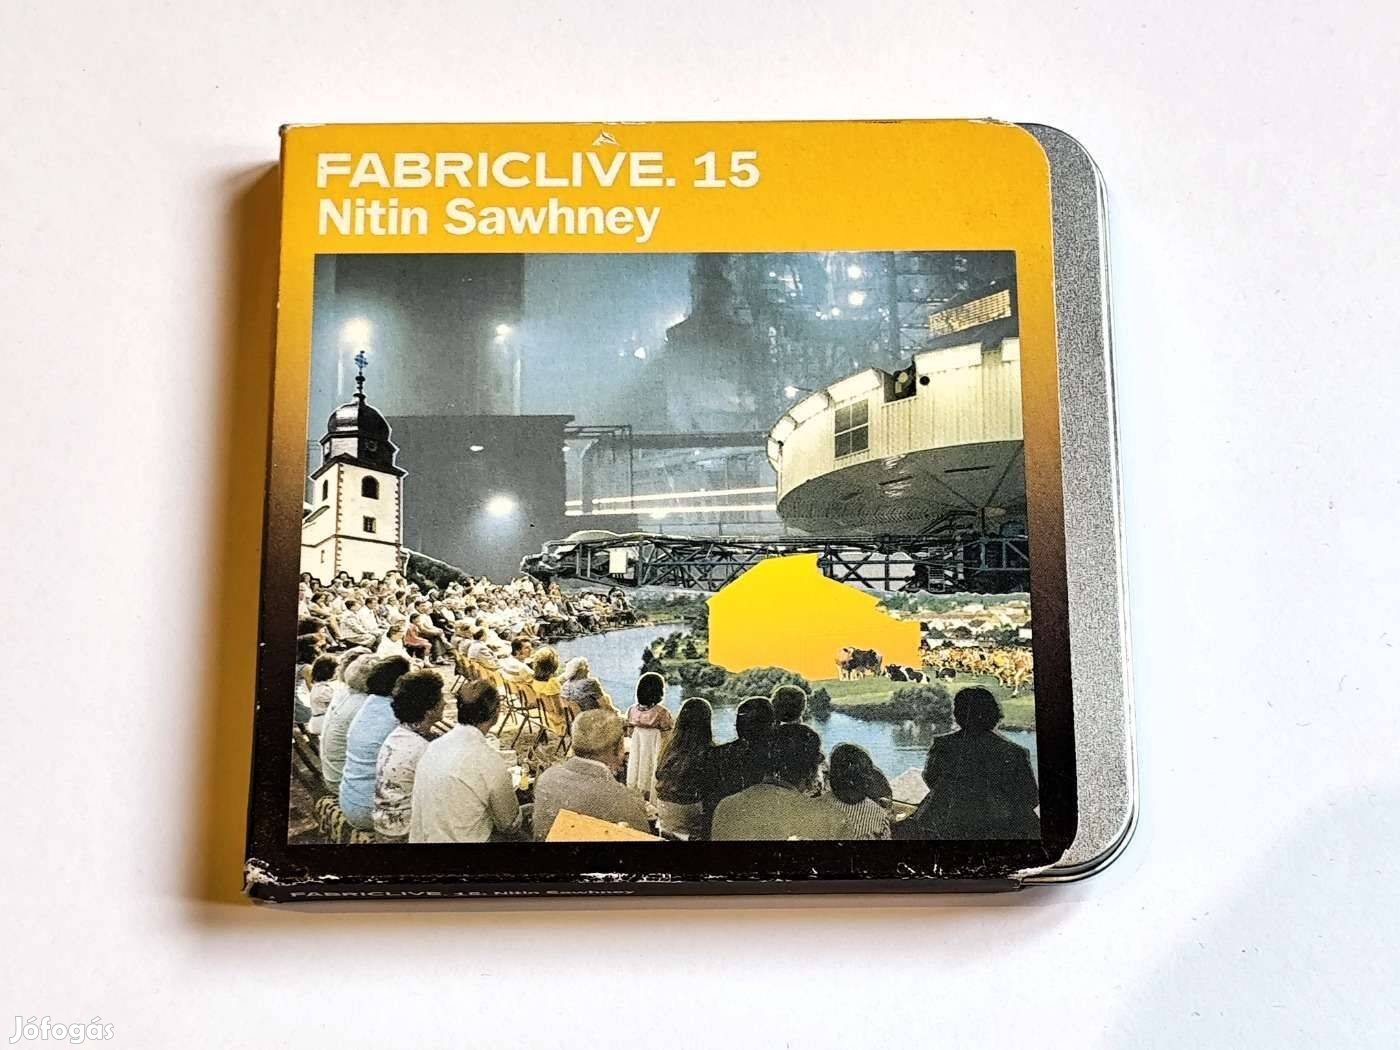 FABRICLIVE. 15
Nitin Sawhney
FABRICLIVE. 15 Nitin Sawhney
Jófogás